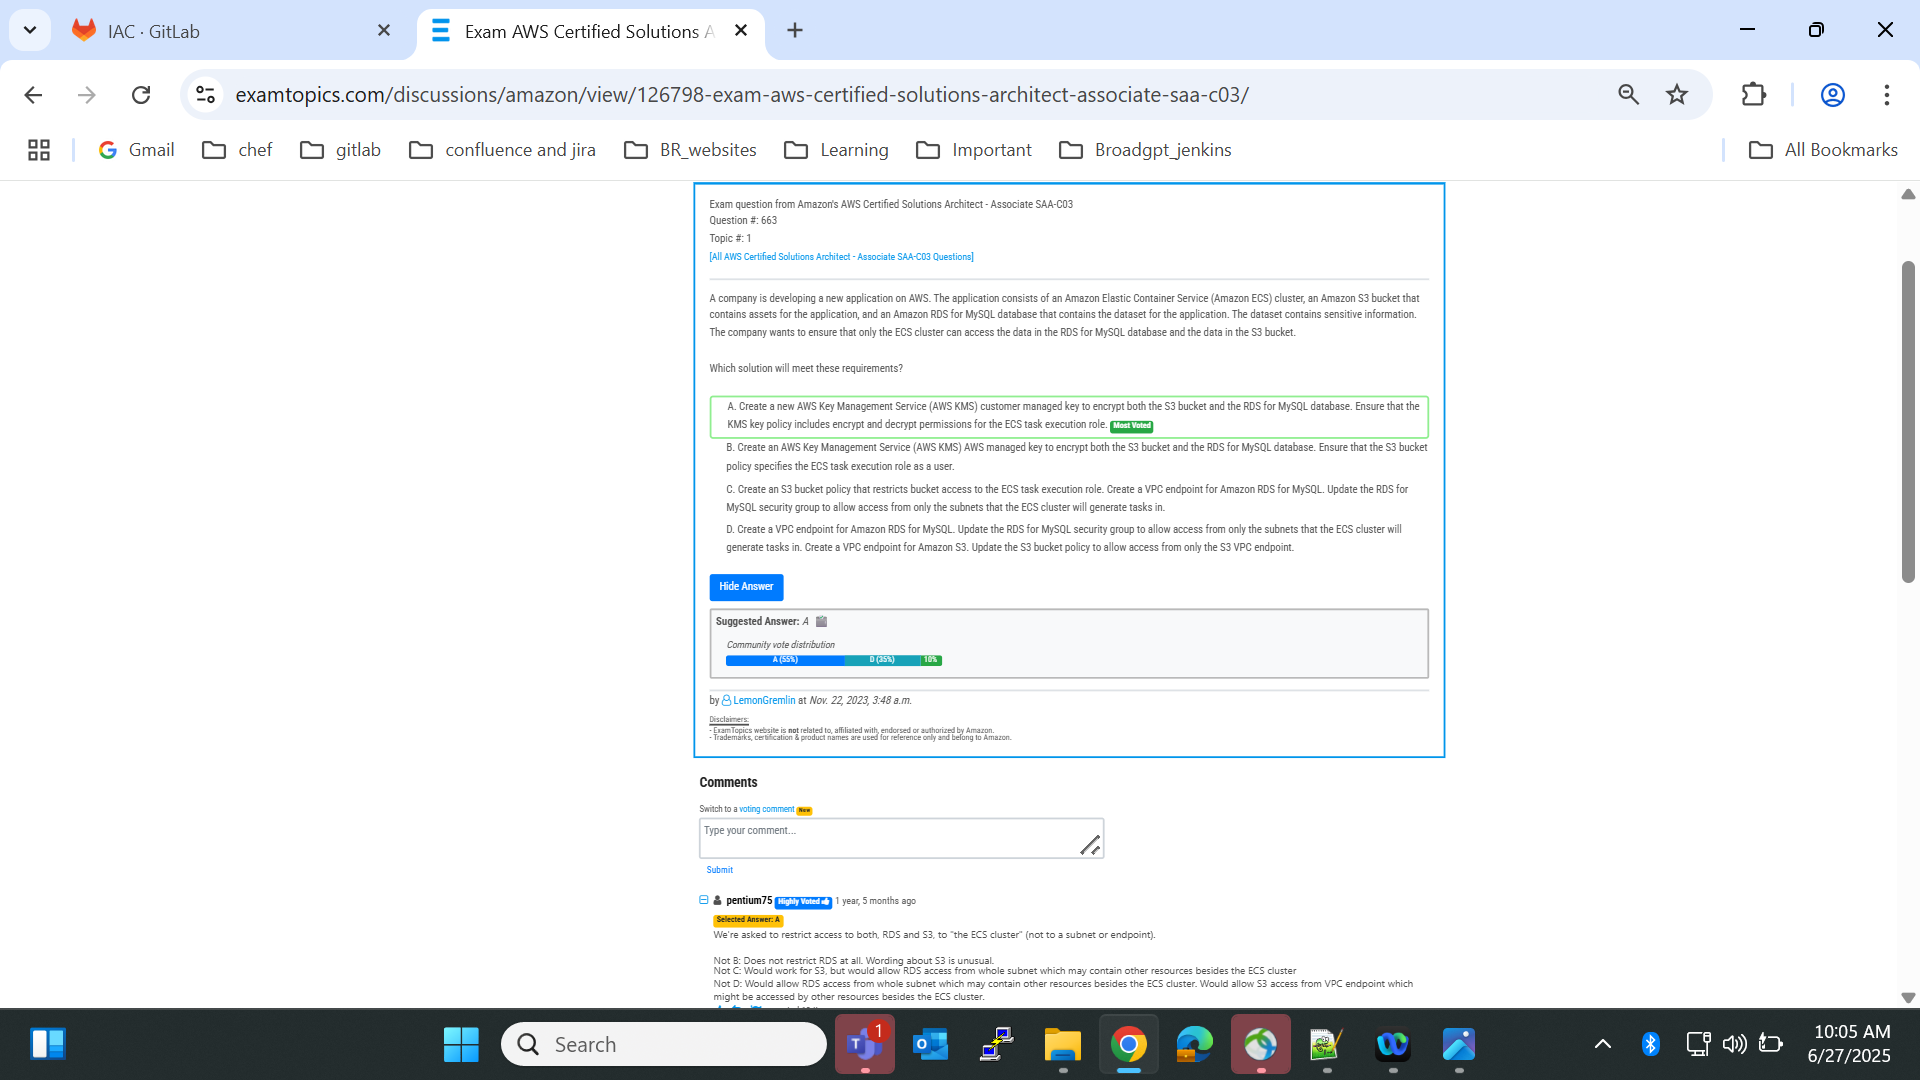 IAC · GitLab
Exam AWS Certified Solutions A
examtopics.com/discussions/amazon/view/126798-exam-aws-certified-solutions-architect-associate-saa-c03/
Gmail
chef
gitlab
confluence and jira
BR_websites
Learning
Important
Broadgpt_jenkins
All Bookmarks
Exam question from Amazon's AWS Certified Solutions Architect - Associate SAA-C03
Question #: 663
Topic #: 1
[All AWS Certified Solutions Architect - Associate SAA-C03 Questions]
A company is developing a new application on AWS. The application consists of an Amazon Elastic Container Service (Amazon ECS) cluster, an Amazon S3 bucket that
contains assets for the application, and an Amazon RDS for MySQL database that contains the dataset for the application. The dataset contains sensitive information.
The company wants to ensure that only the ECS cluster can access the data in the RDS for MySQL database and the data in the S3 bucket.
Which solution will meet these requirements?
A. Create a new AWS Key Management Service (AWS KMS) customer managed key to encrypt both the S3 bucket and the RDS for MySQL database. Ensure that the
KMS key policy includes encrypt and decrypt permissions for the ECS task execution role. Most Voted
B. Create an AWS Key Management Service (AWS KMS) AWS managed key to encrypt both the S3 bucket and the RDS for MySQL database. Ensure that the S3 bucket
policy specifies the ECS task execution role as a user.
C. Create an S3 bucket policy that restricts bucket access to the ECS task execution role. Create a VPC endpoint for Amazon RDS for MySQL. Update the RDS for
MySQL security group to allow access from only the subnets that the ECS cluster will generate tasks in.
D. Create a VPC endpoint for Amazon RDS for MySQL. Update the RDS for MySQL security group to allow access from only the subnets that the ECS cluster will
generate tasks in. Create a VPC endpoint for Amazon S3. Update the S3 bucket policy to allow access from only the S3 VPC endpoint.
Hide Answer
Suggested Answer: A
Community vote distribution
A (55%) D (35%) 10%
by LemonGremlin at Nov. 22, 2023, 3:48 a.m.
Disclaimers:
- ExamTopics website is not related to, affiliated with, endorsed or authorized by Amazon.
- Trademarks, certification & product names are used for reference only and belong to Amazon.
Comments
Switch to a voting comment New
Type your comment...
Submit
pentium75 Highly Voted 1 year, 5 months ago
Selected Answer: A
We're asked to restrict access to both, RDS and S3, to "the ECS cluster" (not to a subnet or endpoint).
Not B: Does not restrict RDS at all. Wording about S3 is unusual.
Not C: Would work for S3, but would allow RDS access from whole subnet which may contain other resources besides the ECS cluster
Not D: Would allow RDS access from whole subnet which may contain other resources besides the ECS cluster. Would allow S3 access from VPC endpoint which
might be accessed by other resources besides the ECS cluster.
Search
1
10:05 AM
6/27/2025